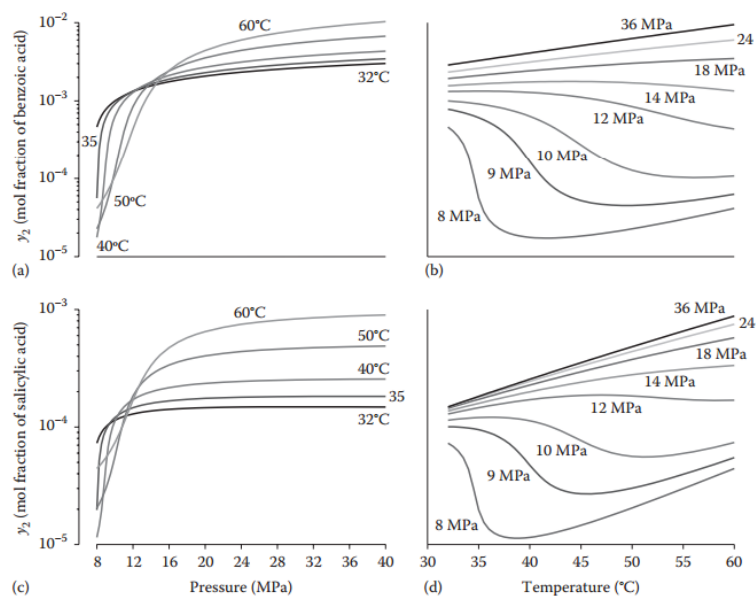 10⁻²
10⁻³
10⁻⁴
10⁻⁵
y₂ (mol fraction of benzoic acid)
60°C
32°C
35
50°C
40°C
(a)
36 MPa
24
18 MPa
14 MPa
12 MPa
10 MPa
9 MPa
8 MPa
(b)
10⁻³
10⁻⁴
10⁻⁵
y₂ (mol fraction of salicylic acid)
60°C
50°C
40°C
35
32°C
8 12 16 20 24 28 32 36 40
(c) Pressure (MPa)
36 MPa
24
18 MPa
14 MPa
12 MPa
10 MPa
9 MPa
8 MPa
30 35 40 45 50 55 60
(d) Temperature (°C)